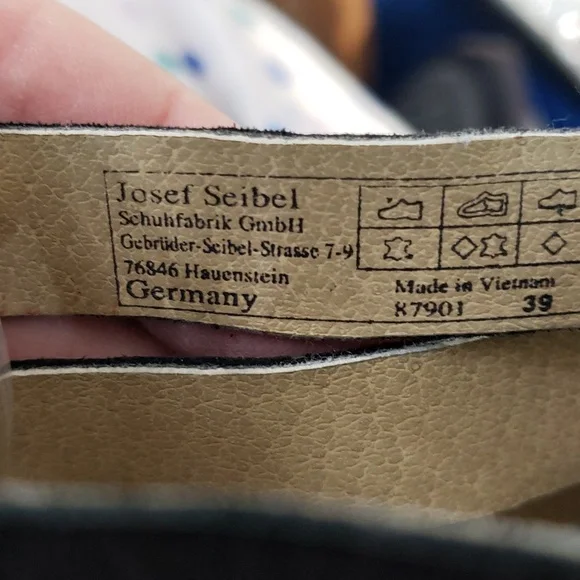 Josef Seibel
Schuhfabrik GmbH
Gebrüder-Seibel-Strasse 7-9
76846 Hauenstein
Germany
Made in Vietnam
87901 39